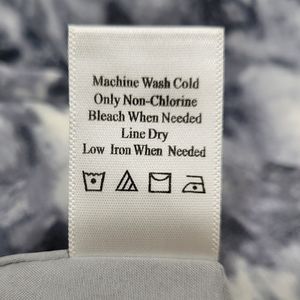 Machine Wash Cold
Only Non-Chlorine
Bleach When Needed
Line Dry
Low Iron When Needed